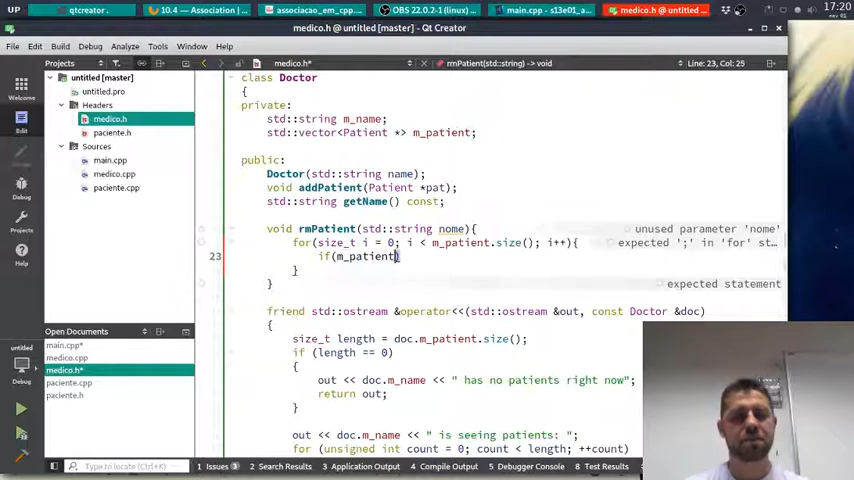 UP qtcreator . 10.4 – Association |... associacao_em_cpp.... OBS 22.0.2-1 (linux)... main.cpp - s13e01_a... medico.h @ untitled ... 17:20
medico.h @ untitled [master] - Qt Creator
File Edit Build Debug Analyze Tools Window Help
Projects medico.h* rmPatient(std::string) -> void Line: 23, Col: 25
Welcome
Edit
Design
Debug
Projects
Help
untitled
Debug
untitled [master]
untitled.pro
Headers
medico.h
paciente.h
Sources
main.cpp
medico.cpp
paciente.cpp
Open Documents
main.cpp*
medico.cpp
medico.h*
paciente.cpp
paciente.h
class Doctor
{
private:
std::string m_name;
std::vector<Patient *> m_patient;
public:
Doctor(std::string name);
void addPatient(Patient *pat);
std::string getName() const;
void rmPatient(std::string nome){ unused parameter 'nome'
for(size_t i = 0; i < m_patient.size(); i++){ expected ';' in 'for' st...
23 if(m_patient)
}
} expected statement
friend std::ostream &operator<<(std::ostream &out, const Doctor &doc)
{
size_t length = doc.m_patient.size();
if (length == 0)
{
out << doc.m_name << " has no patients right now";
return out;
}
out << doc.m_name << " is seeing patients: ";
for (unsigned int count = 0; count < length; ++count)
Type to locate (Ctrl+K) 1 Issues 3 2 Search Results 3 Application Output 4 Compile Output 5 Debugger Console 8 Test Results